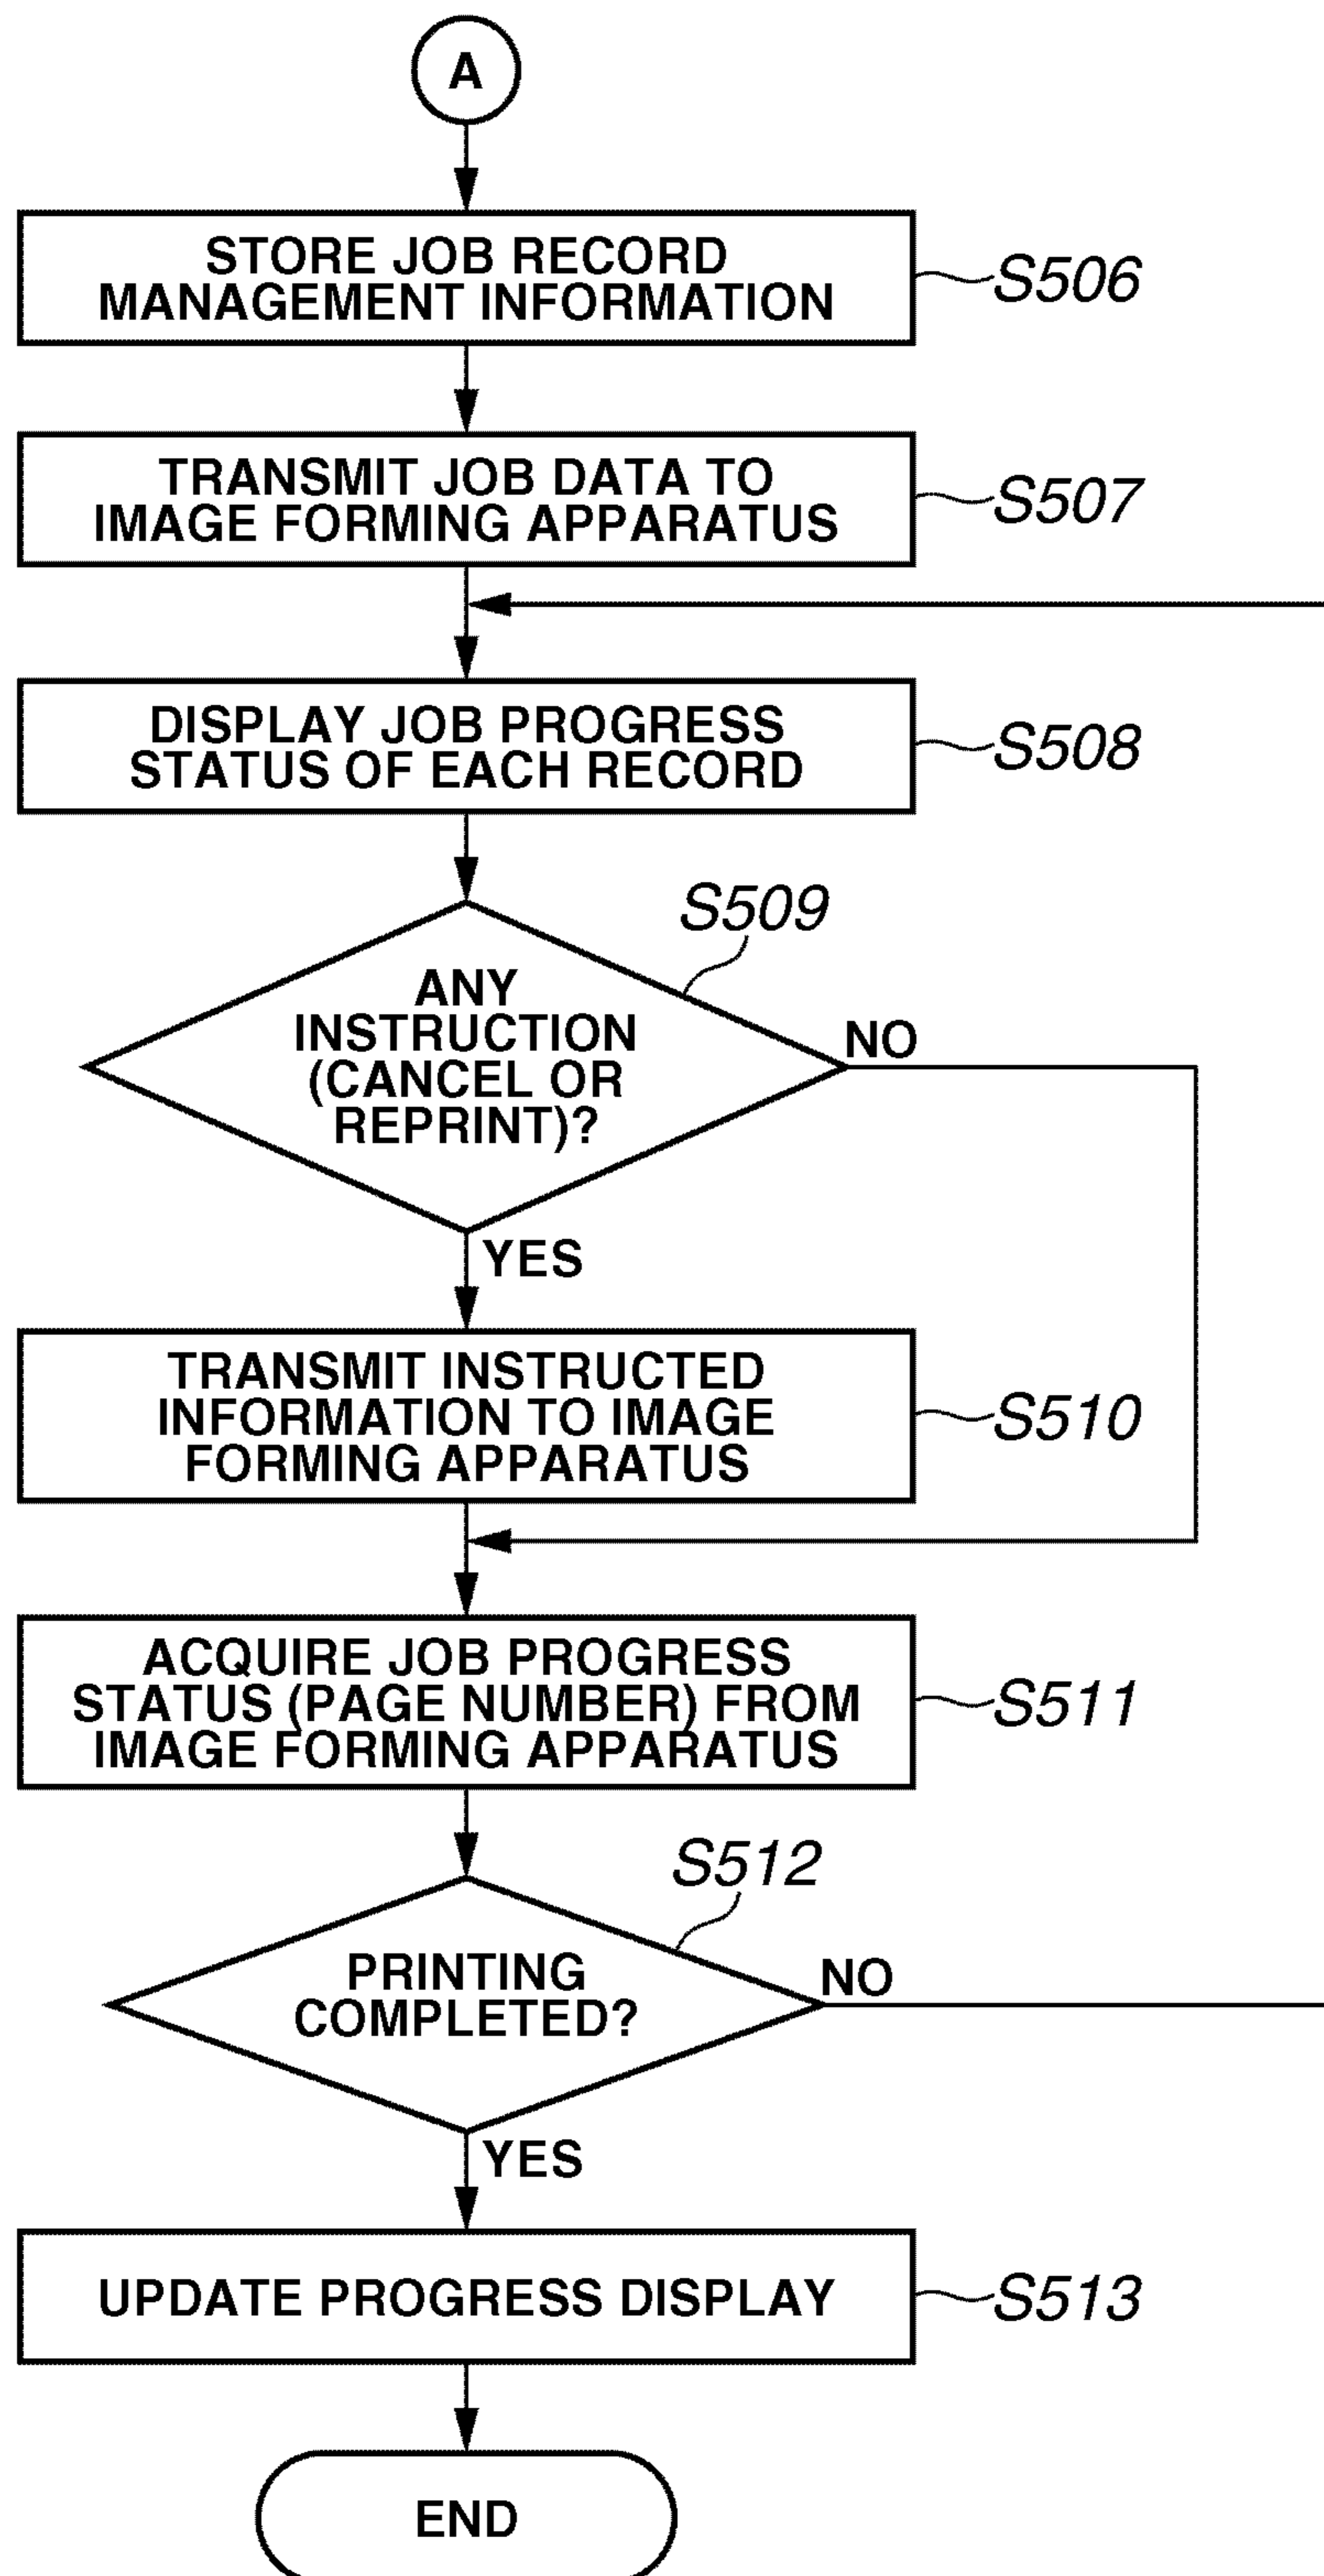 A
STORE JOB RECORD
MANAGEMENT INFORMATION
S506
TRANSMIT JOB DATA TO
IMAGE FORMING APPARATUS
S507
DISPLAY JOB PROGRESS
STATUS OF EACH RECORD
S508
S509
ANY
INSTRUCTION
(CANCEL OR
REPRINT)?
NO
YES
TRANSMIT INSTRUCTED
INFORMATION TO IMAGE
FORMING APPARATUS
S510
ACQUIRE JOB PROGRESS
STATUS (PAGE NUMBER) FROM
IMAGE FORMING APPARATUS
S511
S512
PRINTING
COMPLETED?
NO
YES
UPDATE PROGRESS DISPLAY
S513
END